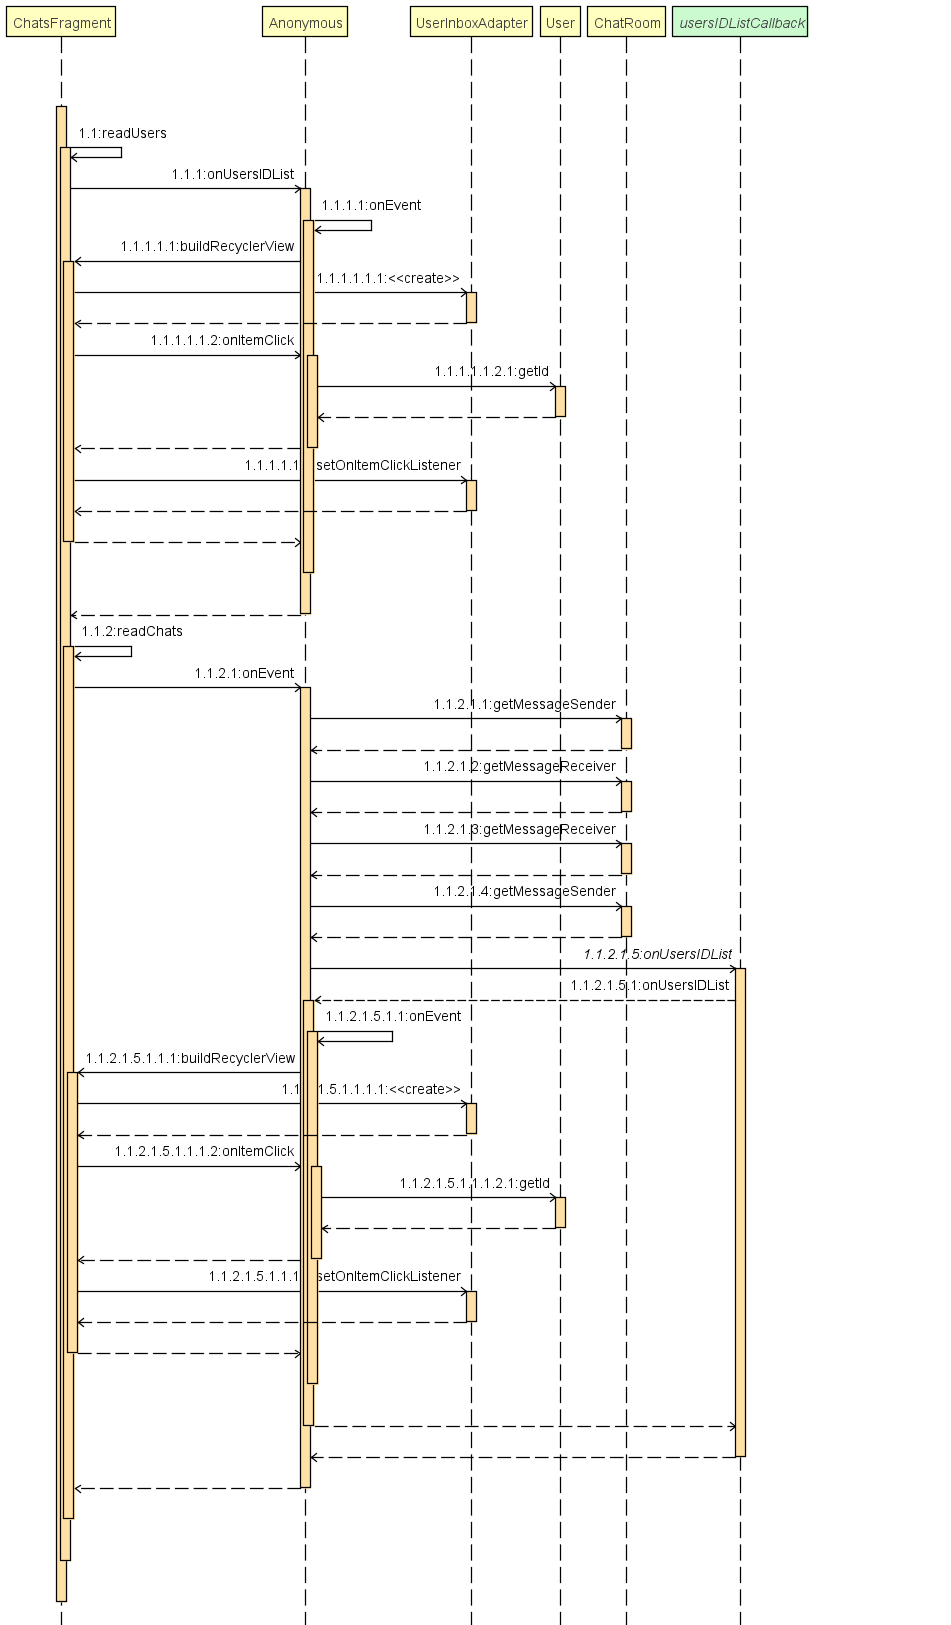 ChatsFragment Anonymous UserInboxAdapter User ChatRoom usersIDListCallback
1.1:readUsers
1.1.1:onUsersIDList
1.1.1.1:onEvent
1.1.1.1.1:buildRecyclerView
1.1.1.1.1.1:<<create>>
1.1.1.1.1.2:onItemClick
1.1.1.1.1.2.1:getId
1.1.1.1.1 setOnItemClickListener
1.1.2:readChats
1.1.2.1:onEvent
1.1.2.1.1:getMessageSender
1.1.2.1.2:getMessageReceiver
1.1.2.1.3:getMessageReceiver
1.1.2.1.4:getMessageSender
1.1.2.1.5:onUsersIDList
1.1.2.1.5.1:onUsersIDList
1.1.2.1.5.1.1:onEvent
1.1.2.1.5.1.1.1:buildRecyclerView
1.1 1.5.1.1.1.1:<<create>>
1.1.2.1.5.1.1.1.2:onItemClick
1.1.2.1.5.1.1.1.2.1:getId
1.1.2.1.5.1.1.1 setOnItemClickListener